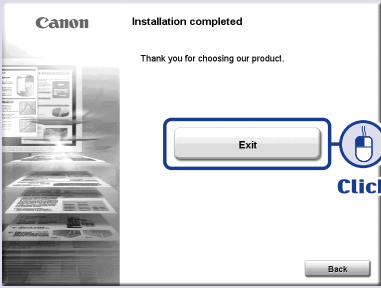 Canon
Installation completed
Thank you for choosing our product.
Exit
Clic
Back